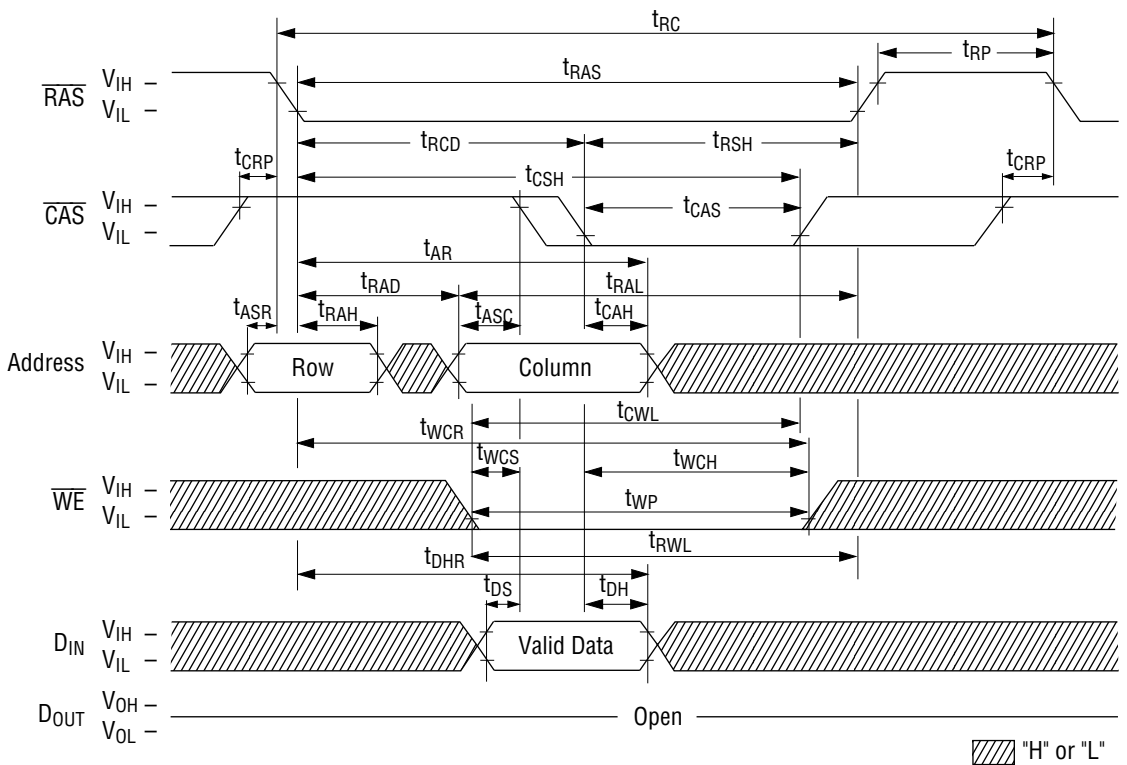 tRC
tRP
RAS VIH –
VIL –
tRAS
tRCD tRSH
tCRP tCSH tCRP
CAS VIH –
VIL –
tCAS
tAR
tRAD tRAL
tASR tRAH tASC tCAH
Address VIH –
VIL –
Row Column
tCWL
tWCR
tWCS tWCH
WE VIH –
VIL –
tWP
tRWL
tDHR
tDS tDH
DIN VIH –
VIL –
Valid Data
DOUT VOH –
VOL –
Open
"H" or "L"